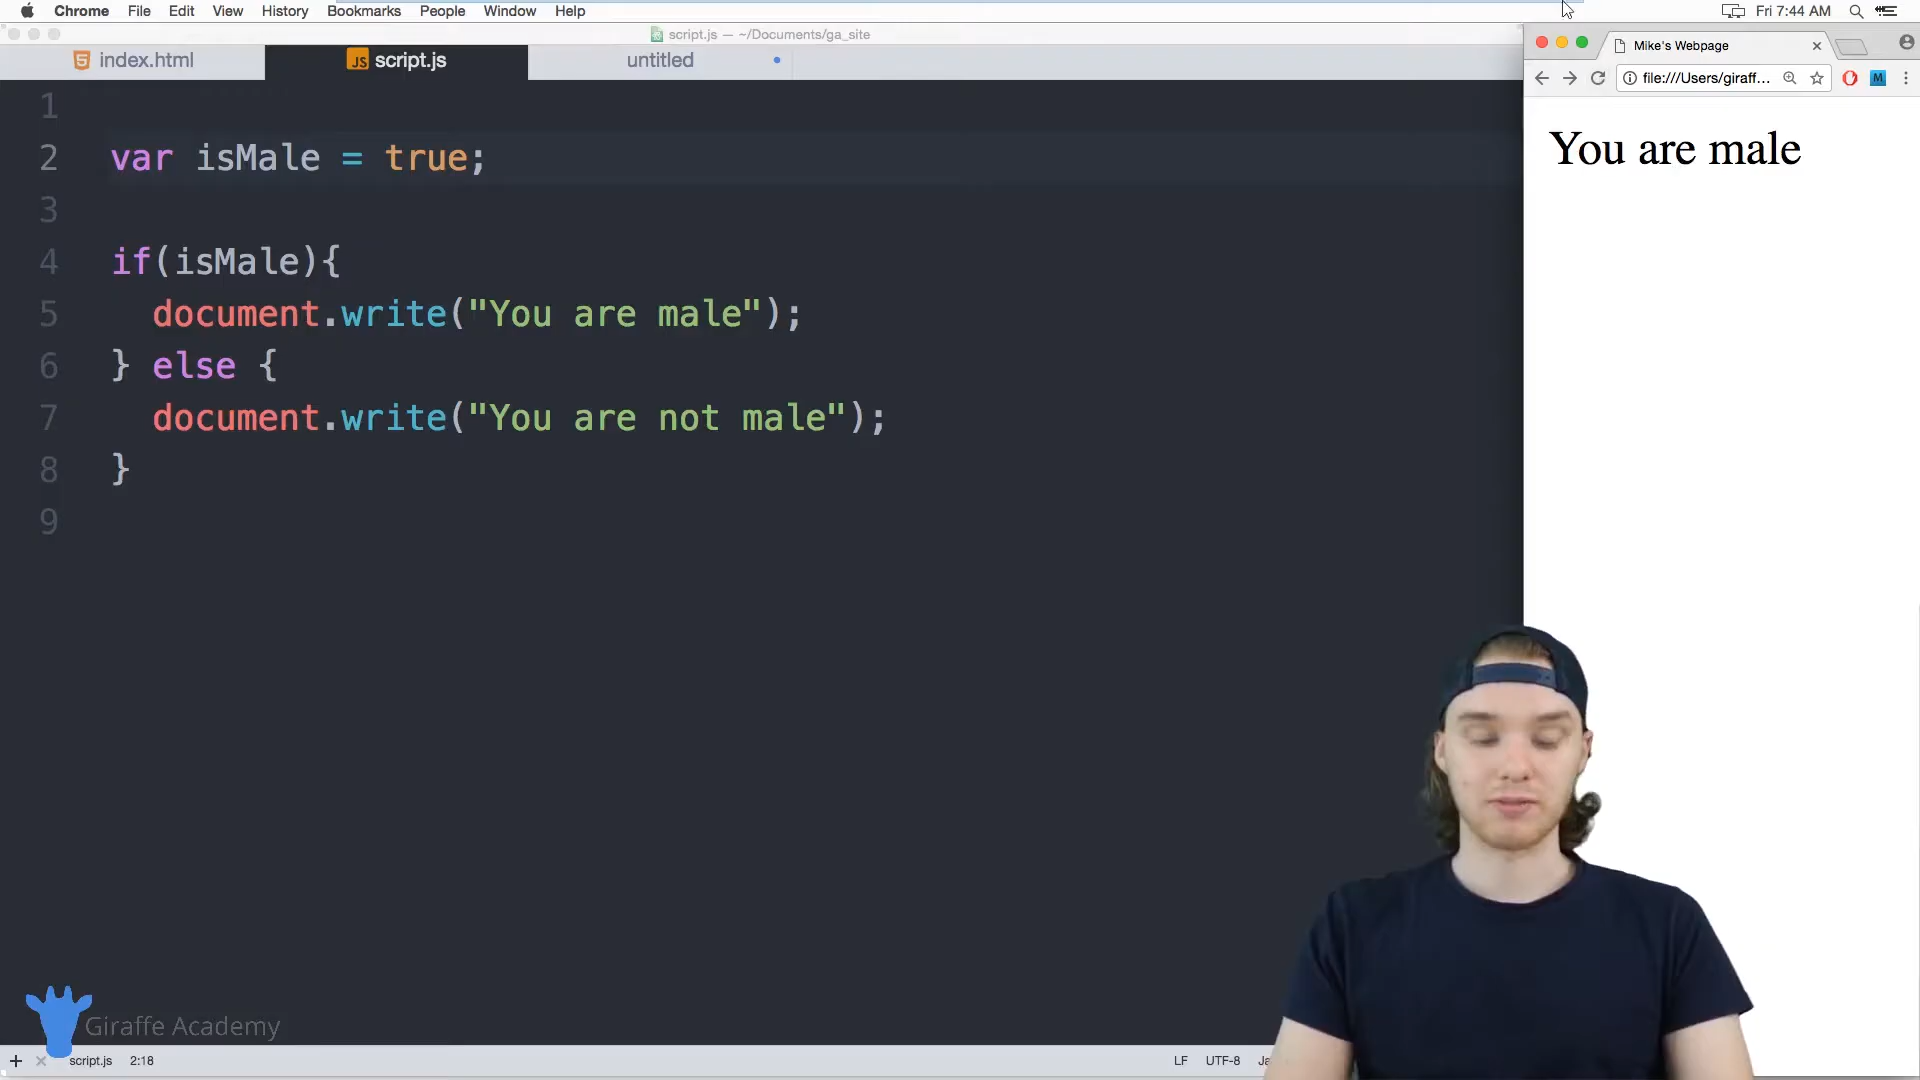 Chrome File Edit View History Bookmarks People Window Help
Fri 7:44 AM
script.js — ~/Documents/ga_site
index.html
JS script.js
untitled
Mike's Webpage
file:///Users/giraff...
M
You are male
1
2 var isMale = true;
3
4 if(isMale){
5 document.write("You are male");
6 } else {
7 document.write("You are not male");
8 }
9
Giraffe Academy
script.js 2:18
LF UTF-8